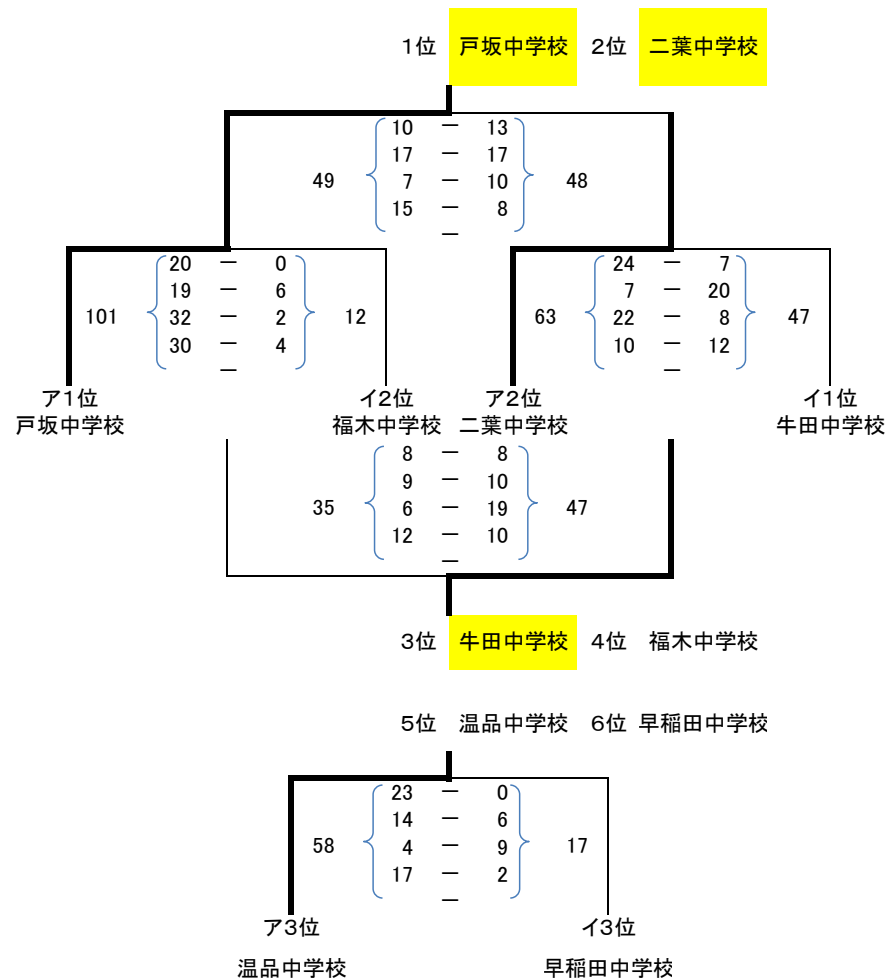 1位 戸坂中学校 2位 二葉中学校
10 ー 13
17 ー 17
49 7 ー 10 48
15 ー 8
ー
20 ー 0 24 ー 7
19 ー 6 7 ー 20
101 32 ー 2 12 63 22 ー 8 47
30 ー 4 10 ー 12
ー ー
ア1位 イ2位 ア2位 イ1位
戸坂中学校 福木中学校 二葉中学校 牛田中学校
8 ー 8
9 ー 10
35 6 ー 19 47
12 ー 10
ー
3位 牛田中学校 4位 福木中学校
5位 温品中学校 6位 早稲田中学校
23 ー 0
14 ー 6
58 4 ー 9 17
17 ー 2
ー
ア3位 イ3位
温品中学校 早稲田中学校